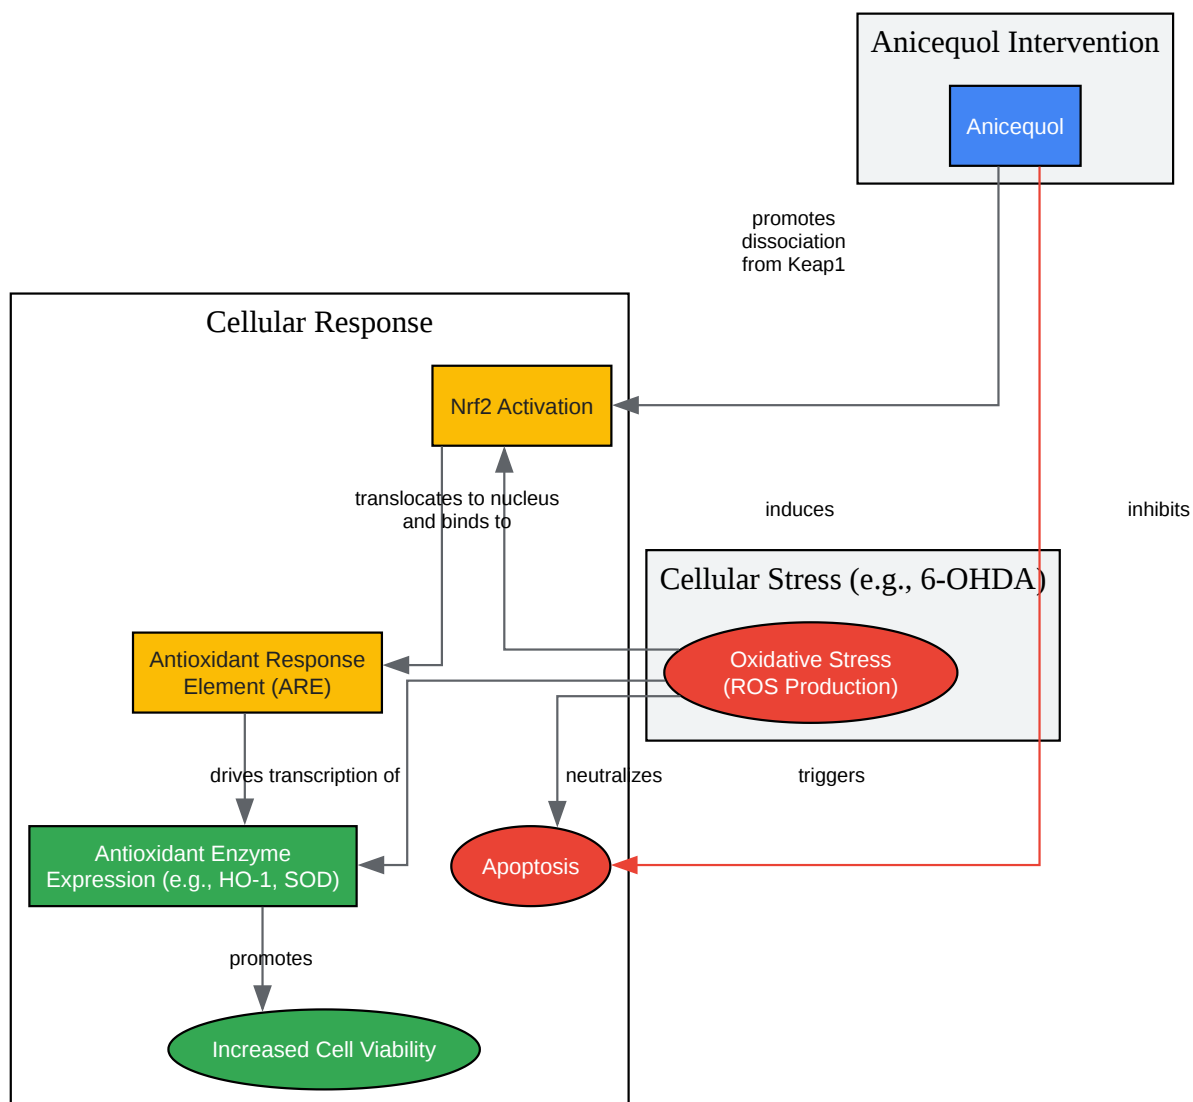 Anicequol Intervention
Anicequol
promotes
dissociation
from Keap1
Cellular Response
Nrf2 Activation
translocates to nucleus
and binds to
induces
inhibits
Cellular Stress (e.g., 6-OHDA)
Oxidative Stress
(ROS Production)
Antioxidant Response
Element (ARE)
drives transcription of
neutralizes
triggers
Antioxidant Enzyme
Expression (e.g., HO-1, SOD)
Apoptosis
promotes
Increased Cell Viability